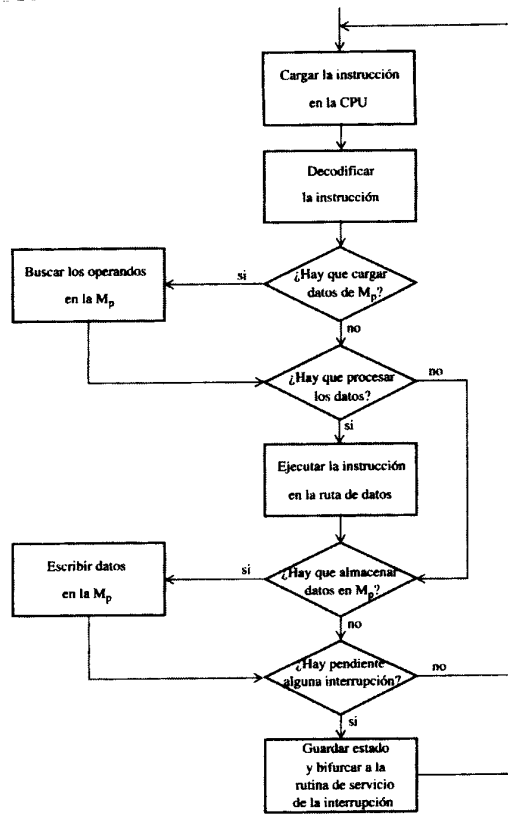 Cargar la instrucción
en la CPU
Decodificar
la instrucción
¿Hay que cargar
datos de Mp?
si
no
Buscar los operandos
en la Mp
¿Hay que procesar
los datos?
no
si
Ejecutar la instrucción
en la ruta de datos
¿Hay que almacenar
datos en Mp?
si
no
Escribir datos
en la Mp
¿Hay pendiente
alguna interrupción?
no
si
Guardar estado
y bifurcar a la
rutina de servicio
de la interrupción